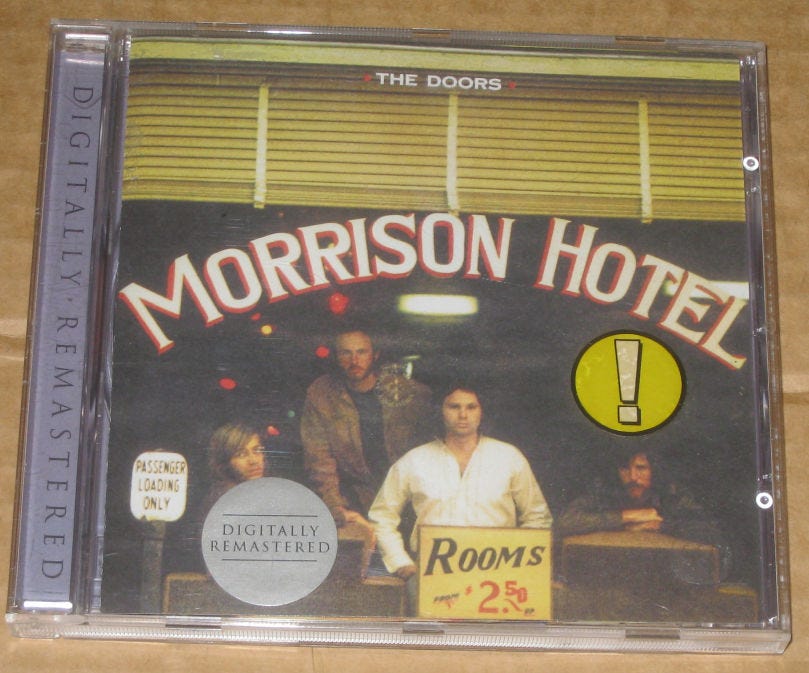 DIGITALLY • REMASTERED
THE DOORS
MORRISON HOTEL
!
PASSENGER
LOADING
ONLY
DIGITALLY
REMASTERED
ROOMS
FROM $ 2.50 UP